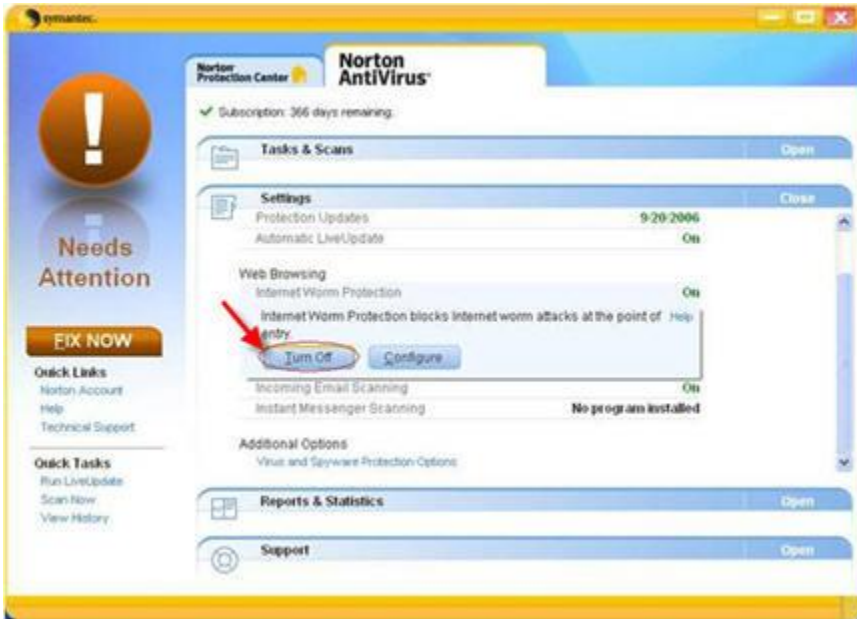 symantec.
Norton
Protection Center
Norton
AntiVirus
Subscription: 366 days remaining.
Tasks & Scans Open
Settings Close
Protection Updates 9/20/2006
Automatic LiveUpdate On
Web Browsing
Internet Worm Protection On
Internet Worm Protection blocks Internet worm attacks at the point of Help
entry.
Turn Off Configure
Incoming Email Scanning On
Instant Messenger Scanning No program installed
Additional Options
Virus and Spyware Protection Options
Reports & Statistics Open
Support Open
!
Needs
Attention
FIX NOW
Quick Links
Norton Account
Help
Technical Support
Quick Tasks
Run LiveUpdate
Scan Now
View History